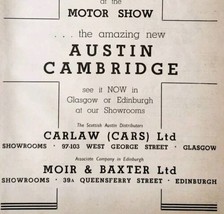 at the
MOTOR SHOW
. . . the amazing new
AUSTIN
CAMBRIDGE
see it NOW in
Glasgow or Edinburgh
at our Showrooms
The Scottish Austin Distributors
CARLAW (CARS) Ltd
SHOWROOMS · 97-103 WEST GEORGE STREET · GLASGOW
Associate Company in Edinburgh
MOIR & BAXTER Ltd
SHOWROOMS · 39A QUEENSFERRY STREET · EDINBURGH